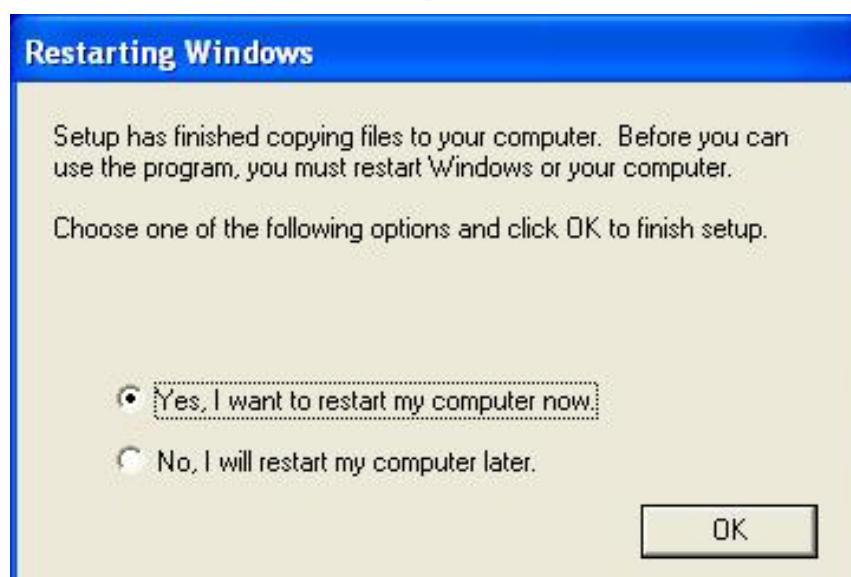 Restarting Windows
Setup has finished copying files to your computer.  Before you can
use the program, you must restart Windows or your computer.
Choose one of the following options and click OK to finish setup.
Yes, I want to restart my computer now.
No, I will restart my computer later.
OK